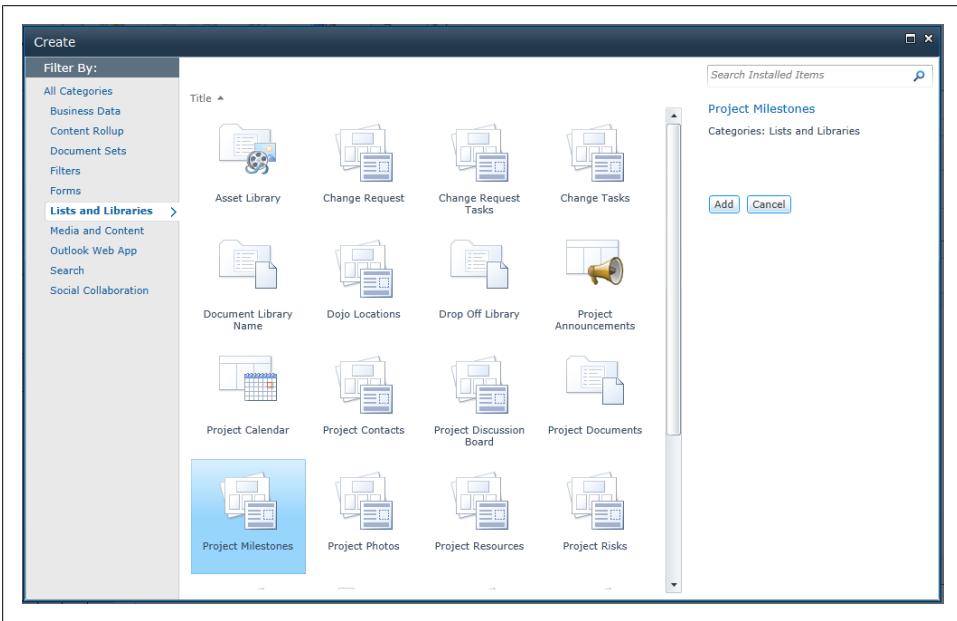 Create
Filter By:
All Categories
Business Data
Content Rollup
Document Sets
Filters
Forms
Lists and Libraries
Media and Content
Outlook Web App
Search
Social Collaboration
Title
Asset Library
Change Request
Change Request
Tasks
Change Tasks
Document Library
Name
Dojo Locations
Drop Off Library
Project
Announcements
Project Calendar
Project Contacts
Project Discussion
Board
Project Documents
Project Milestones
Project Photos
Project Resources
Project Risks
Search Installed Items
Project Milestones
Categories: Lists and Libraries
Add
Cancel